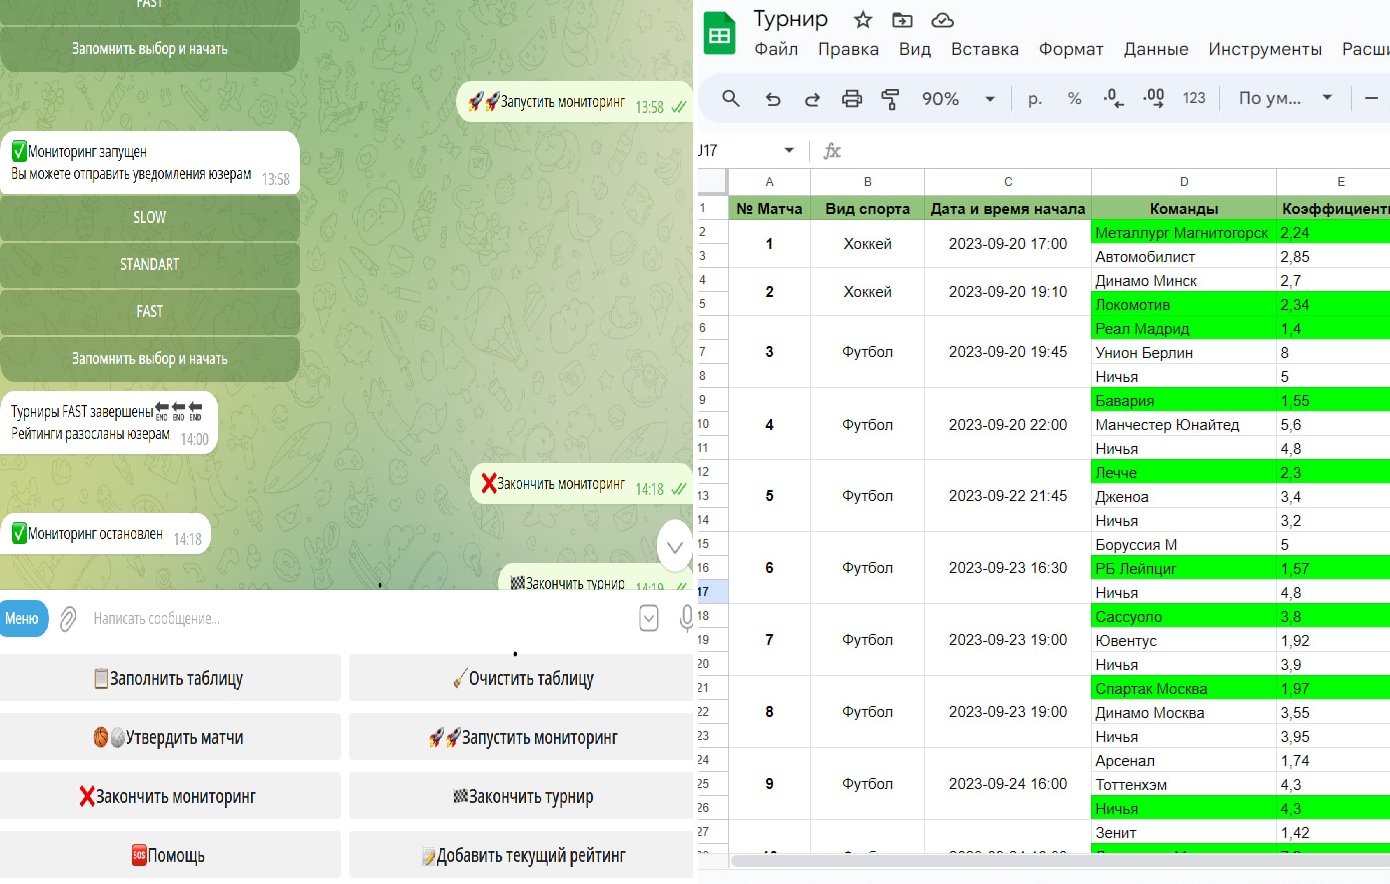 FAST
Запомнить выбор и начать
Запустить мониторинг 13:58
Мониторинг запущен
Вы можете отправить уведомления юзерам 13:58
SLOW
STANDART
FAST
Запомнить выбор и начать
Турниры FAST завершены END END END
Рейтинги разосланы юзерам 14:00
Закончить мониторинг 14:18
Мониторинг остановлен 14:18
Закончить турнир 14:19
Меню Написать сообщение...
Заполнить таблицу Очистить таблицу
Утвердить матчи Запустить мониторинг
Закончить мониторинг Закончить турнир
SOS Помощь Добавить текущий рейтинг
Турнир
Файл Правка Вид Вставка Формат Данные Инструменты
90% р. % .0 .00 123 По ум...
J17 fx
A B C D E
1 № Матча Вид спорта Дата и время начала Команды
2 Металлург Магнитогорск 2,24
1 Хоккей 2023-09-20 17:00
3 Автомобилист 2,85
4 Динамо Минск 2,7
2 Хоккей 2023-09-20 19:10
5 Локомотив 2,34
6 Реал Мадрид 1,4
7 3 Футбол 2023-09-20 19:45 Унион Берлин 8
8 Ничья 5
9 Бавария 1,55
10 4 Футбол 2023-09-20 22:00 Манчестер Юнайтед 5,6
11 Ничья 4,8
12 Лечче 2,3
13 5 Футбол 2023-09-22 21:45 Дженоа 3,4
14 Ничья 3,2
15 Боруссия М 5
16 6 Футбол 2023-09-23 16:30 РБ Лейпциг 1,57
17 Ничья 4,8
18 Сассуоло 3,8
19 7 Футбол 2023-09-23 19:00 Ювентус 1,92
20 Ничья 3,9
21 Спартак Москва 1,97
22 8 Футбол 2023-09-23 19:00 Динамо Москва 3,55
23 Ничья 3,95
24 Арсенал 1,74
25 9 Футбол 2023-09-24 16:00 Тоттенхэм 4,3
26 Ничья 4,3
27 Зенит 1,42